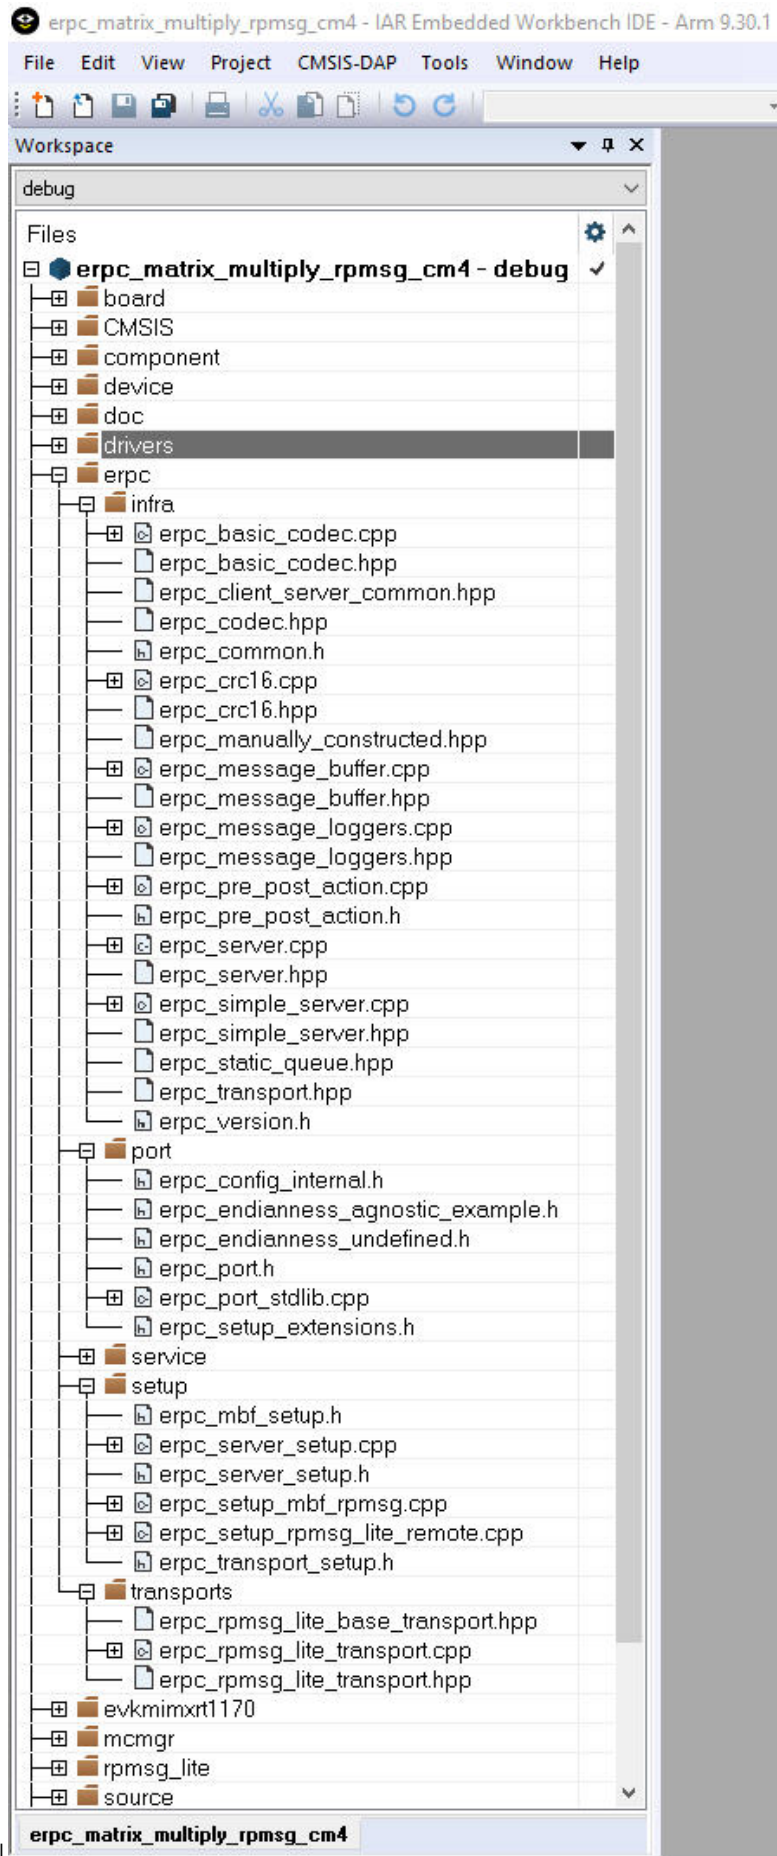 erpc_matrix_multiply_rpmsg_cm4 - IAR Embedded Workbench IDE - Arm 9.30.1
File Edit View Project CMSIS-DAP Tools Window Help
Workspace
debug
Files
erpc_matrix_multiply_rpmsg_cm4 - debug
board
CMSIS
component
device
doc
drivers
erpc
infra
erpc_basic_codec.cpp
erpc_basic_codec.hpp
erpc_client_server_common.hpp
erpc_codec.hpp
erpc_common.h
erpc_crc16.cpp
erpc_crc16.hpp
erpc_manually_constructed.hpp
erpc_message_buffer.cpp
erpc_message_buffer.hpp
erpc_message_loggers.cpp
erpc_message_loggers.hpp
erpc_pre_post_action.cpp
erpc_pre_post_action.h
erpc_server.cpp
erpc_server.hpp
erpc_simple_server.cpp
erpc_simple_server.hpp
erpc_static_queue.hpp
erpc_transport.hpp
erpc_version.h
port
erpc_config_internal.h
erpc_endianness_agnostic_example.h
erpc_endianness_undefined.h
erpc_port.h
erpc_port_stdlib.cpp
erpc_setup_extensions.h
service
setup
erpc_mbf_setup.h
erpc_server_setup.cpp
erpc_server_setup.h
erpc_setup_mbf_rpmsg.cpp
erpc_setup_rpmsg_lite_remote.cpp
erpc_transport_setup.h
transports
erpc_rpmsg_lite_base_transport.hpp
erpc_rpmsg_lite_transport.cpp
erpc_rpmsg_lite_transport.hpp
evkmimxrt1170
mcmgr
rpmsg_lite
source
erpc_matrix_multiply_rpmsg_cm4